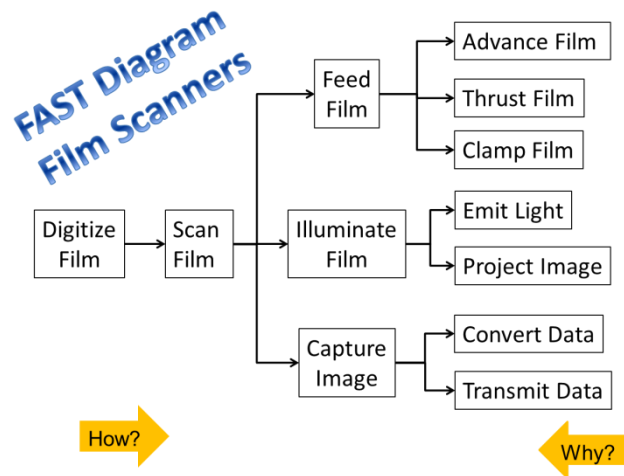 FAST Diagram
Film Scanners
Digitize
Film
Scan
Film
Feed
Film
Advance Film
Thrust Film
Clamp Film
Illuminate
Film
Emit Light
Project Image
Capture
Image
Convert Data
Transmit Data
How?
Why?